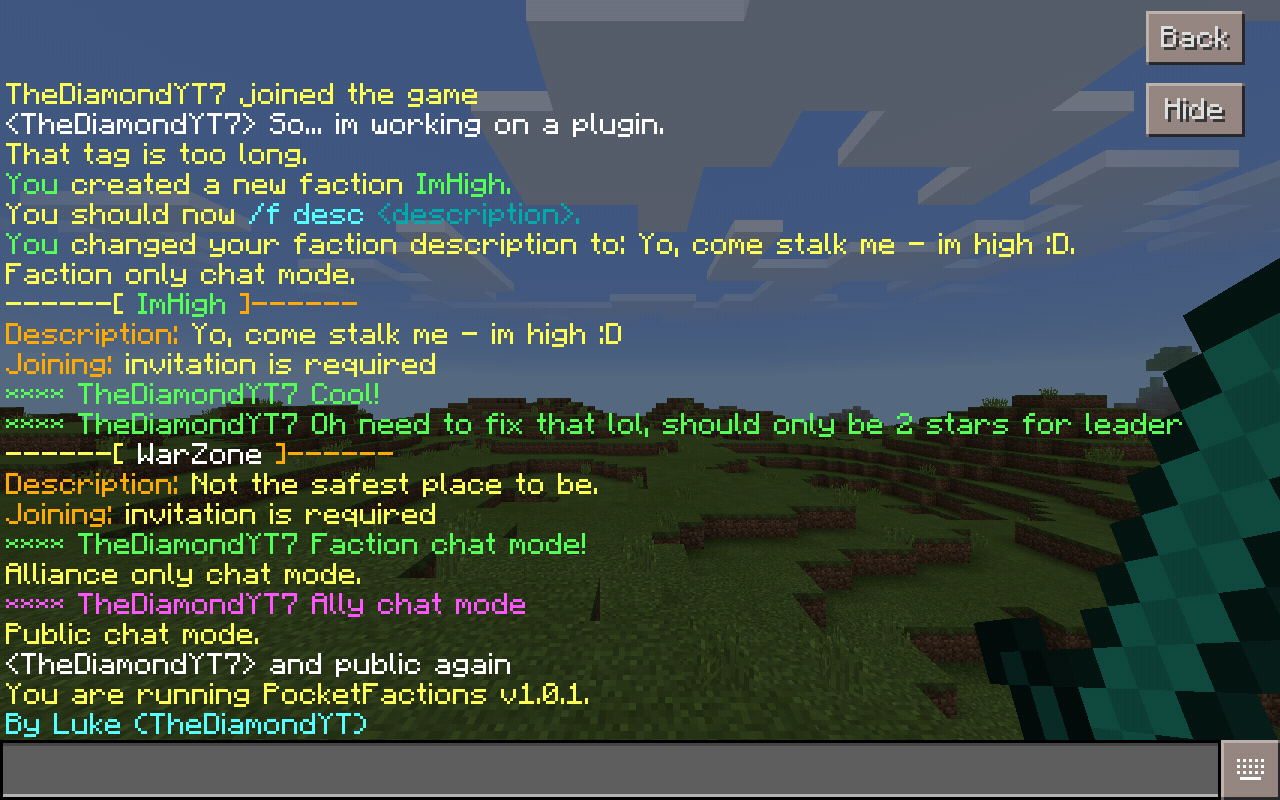 Back
Hide
TheDiamondYT7 joined the game
<TheDiamondYT7> So... im working on a plugin.
That tag is too long.
You created a new faction ImHigh.
You should now /f desc <description>.
You changed your faction description to: Yo, come stalk me - im high :D.
Faction only chat mode.
------[ ImHigh ]------
Description: Yo, come stalk me - im high :D
Joining: invitation is required
**** TheDiamondYT7 Cool!
**** TheDiamondYT7 Oh need to fix that lol, should only be 2 stars for leader
------[ WarZone ]------
Description: Not the safest place to be.
Joining: invitation is required
**** TheDiamondYT7 Faction chat mode!
Alliance only chat mode.
**** TheDiamondYT7 Ally chat mode
Public chat mode.
<TheDiamondYT7> and public again
You are running PocketFactions v1.0.1.
By Luke (TheDiamondYT)